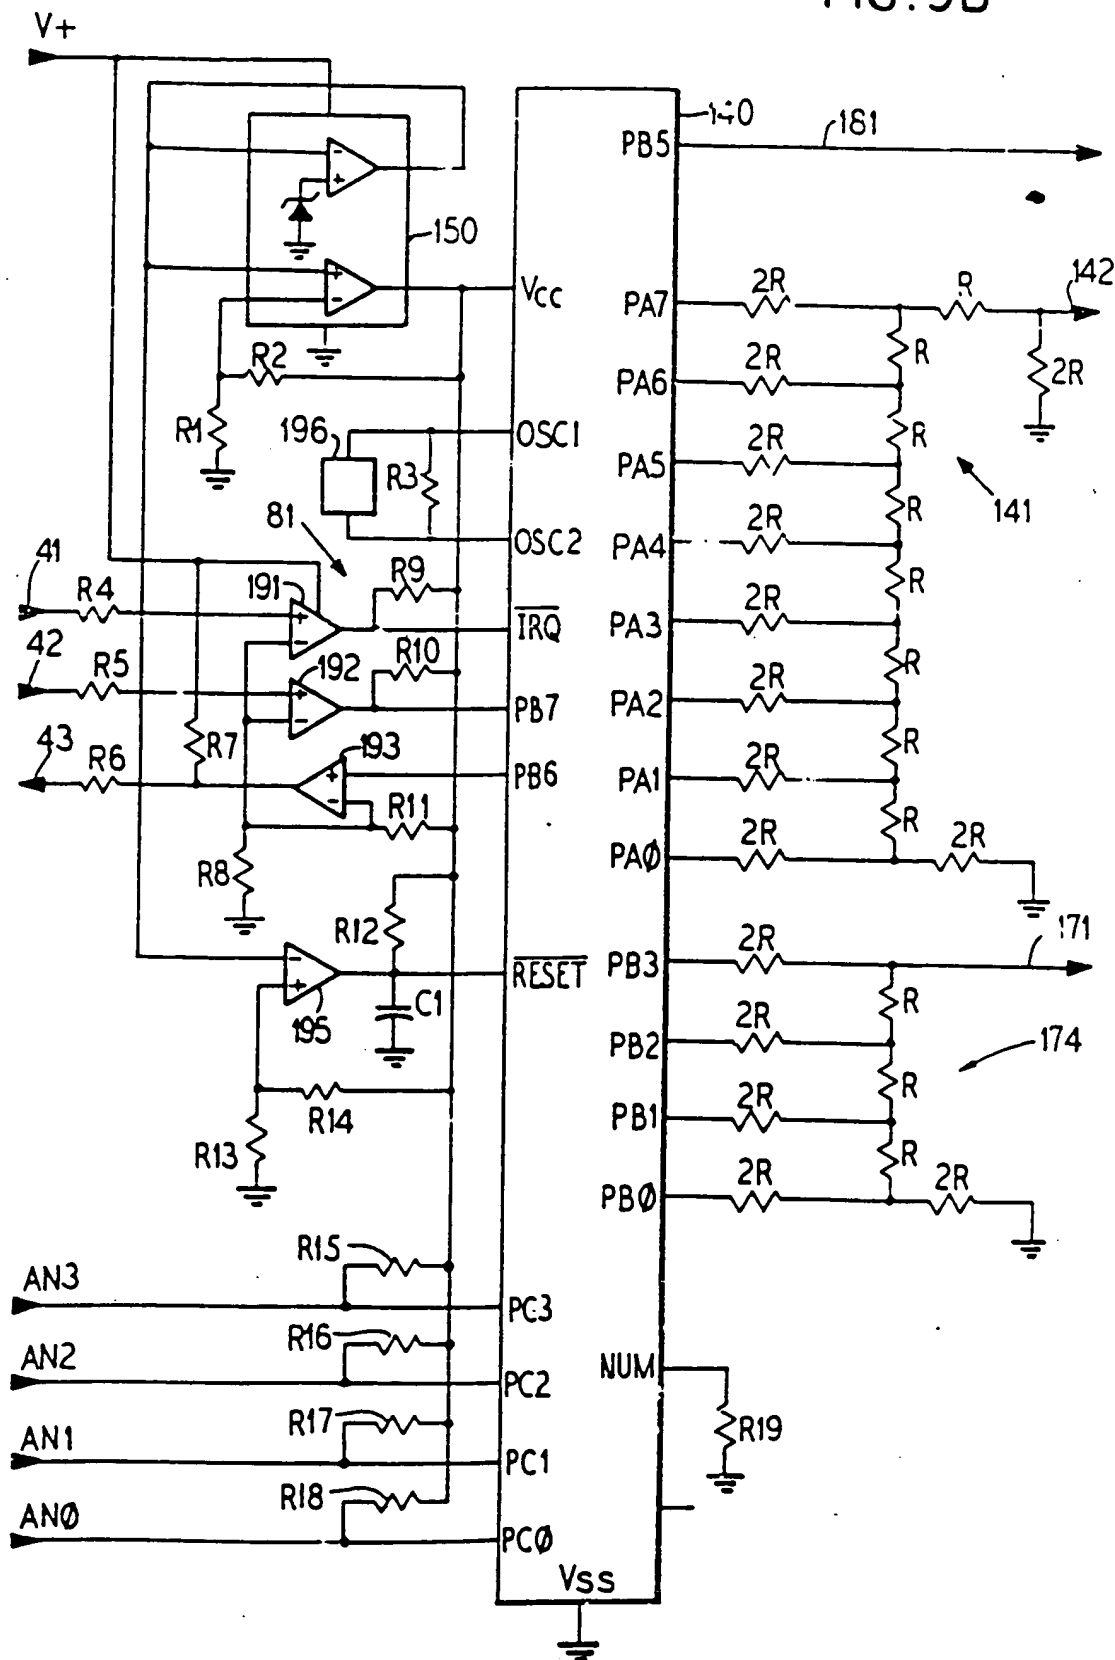 V+
140
PB5
181
150
VCC
PA7
2R
R
142
R2
R
PA6
2R
2R
R1
196
OSC1
R
PA5
2R
R3
141
81
OSC2
R
PA4
2R
41
R4
191
R9
R
IRQ
PA3
2R
42
R5
192
R10
R
PB7
PA2
2R
43
R6
R7
193
PB6
R
PA1
2R
R11
R
R8
PAØ
2R
2R
R12
171
RESET
PB3
2R
195
C1
R
PB2
2R
174
R14
R
R13
PB1
2R
R
PBØ
2R
2R
R15
AN3
PC3
R16
AN2
PC2
NUM
R17
AN1
PC1
R19
R18
ANØ
PCØ
VSS